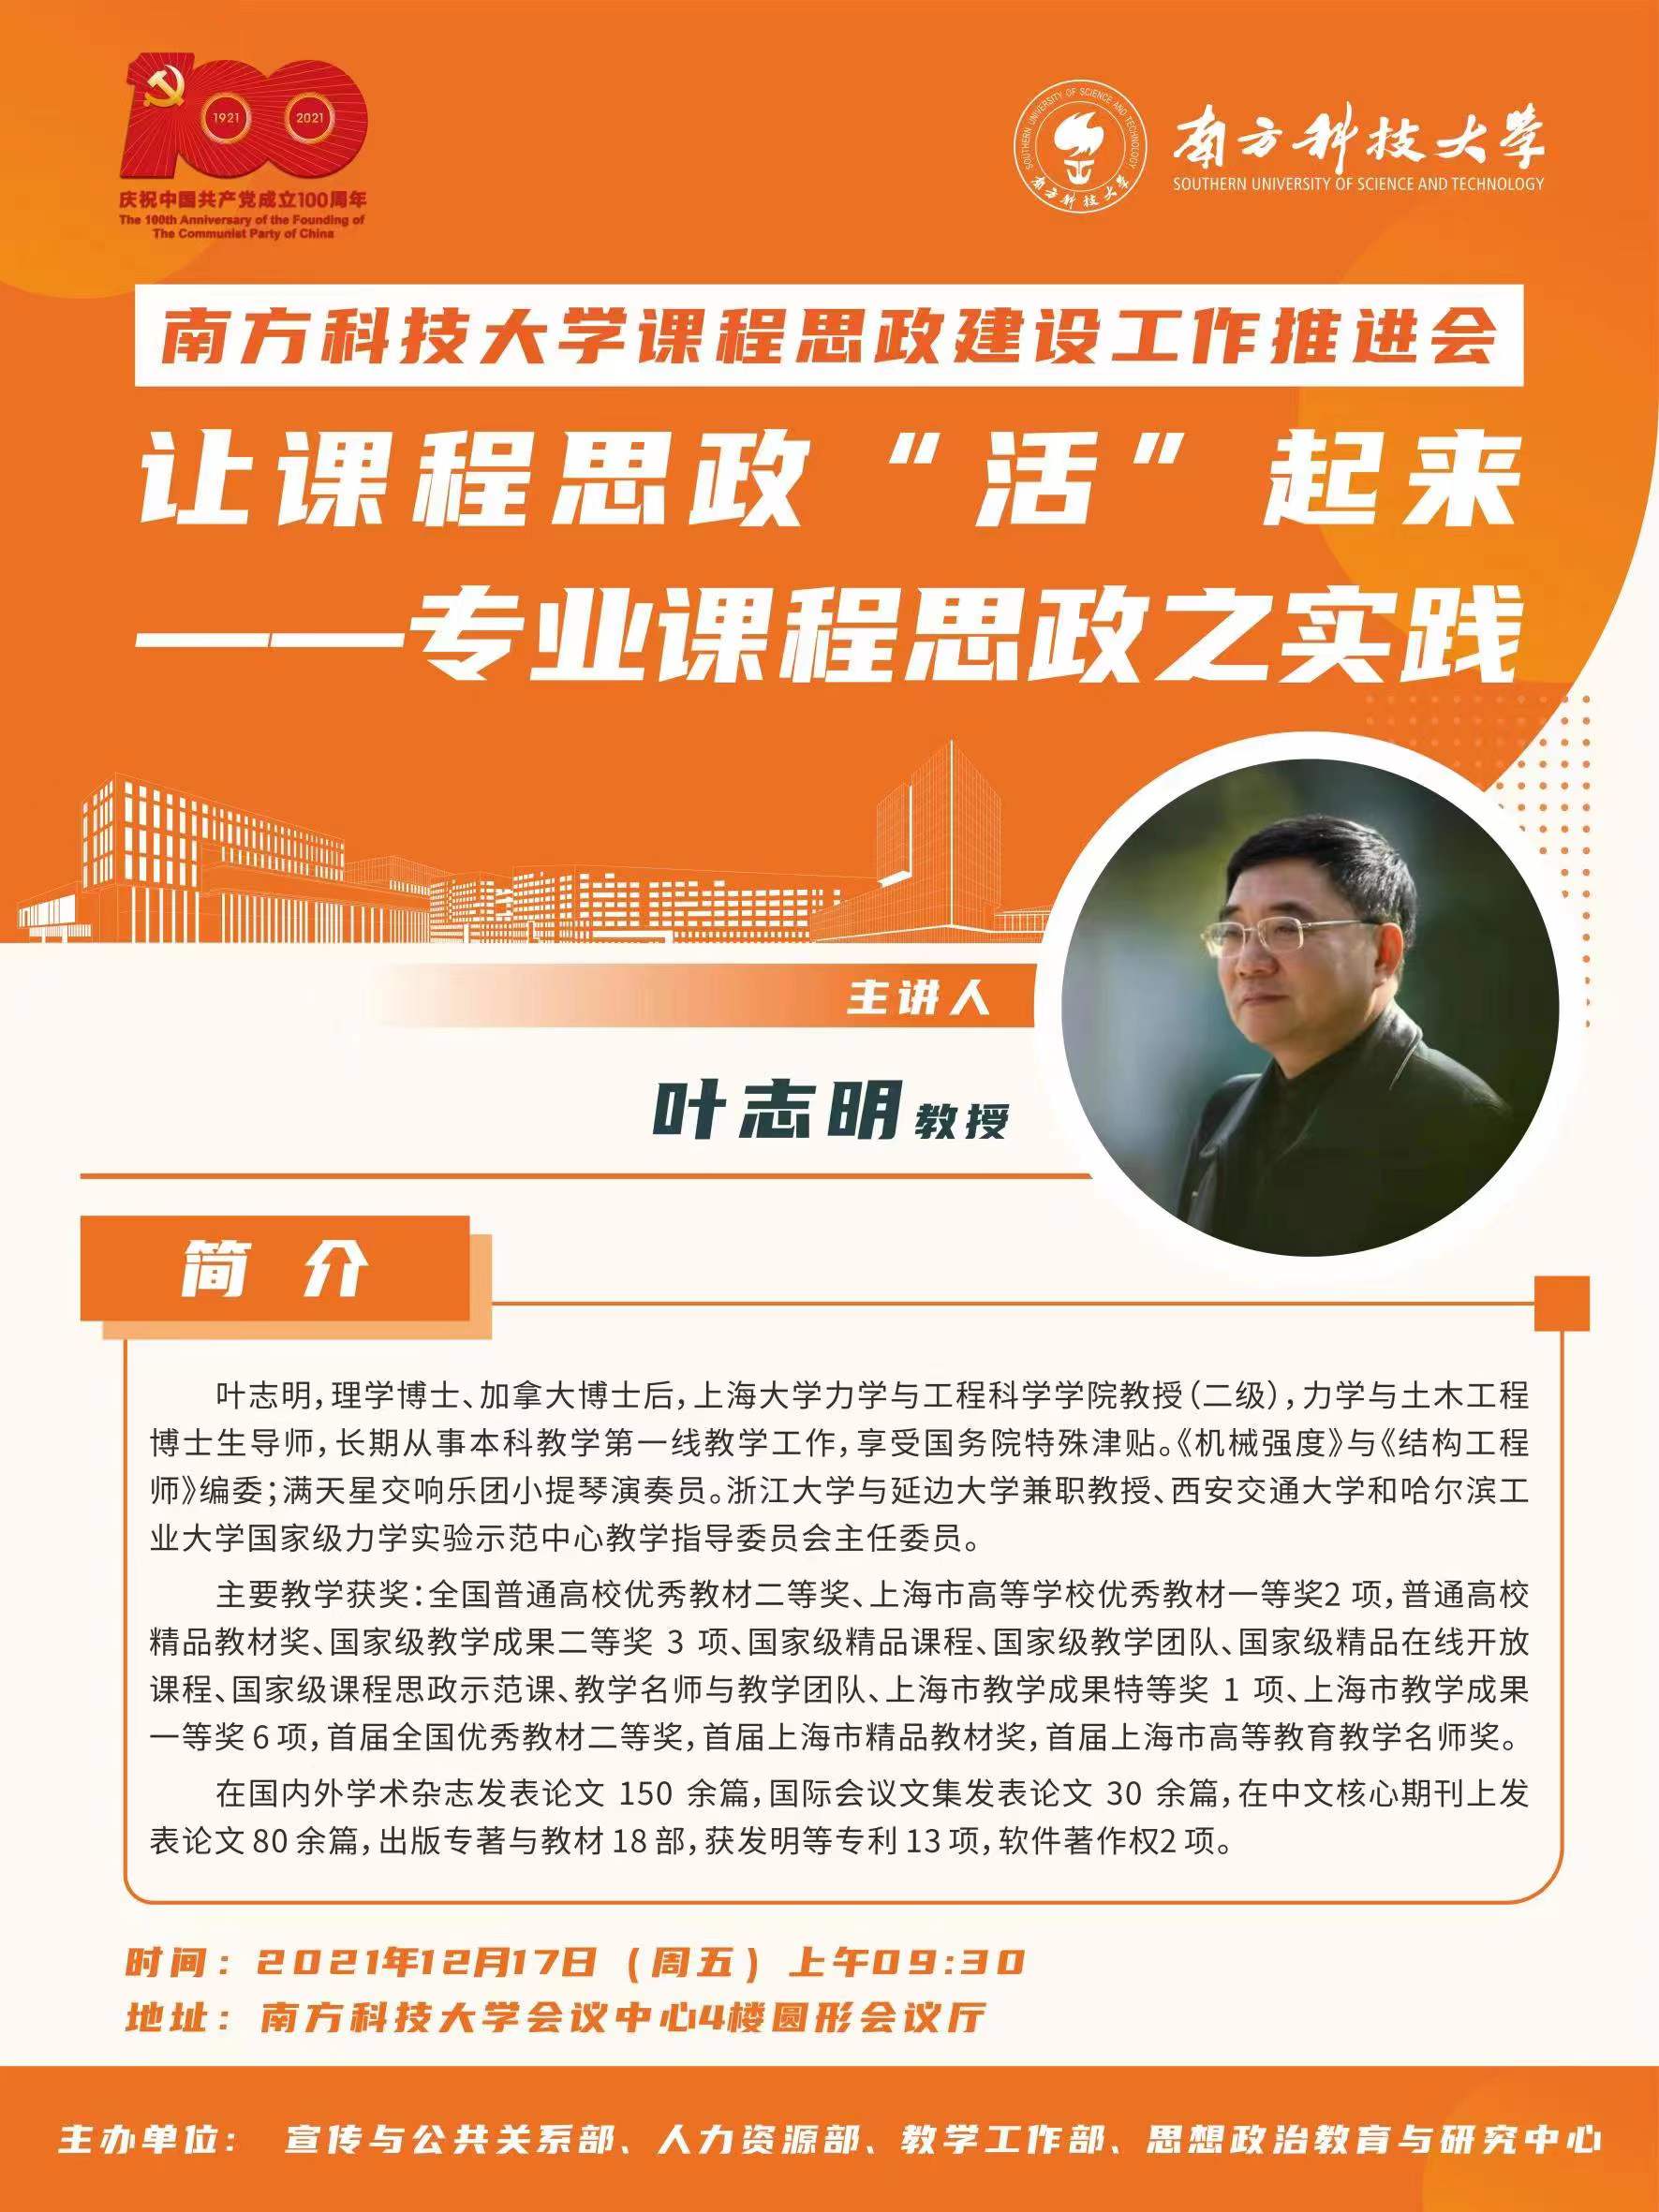 1921
2021
庆祝中国共产党成立100周年
The 100th Anniversary of the Founding of
The Communist Party of China
SOUTHERN UNIVERSITY OF SCIENCE AND TECHNOLOGY
南方科技大学
南方科技大学
SOUTHERN UNIVERSITY OF SCIENCE AND TECHNOLOGY
南方科技大学课程思政建设工作推进会
让课程思政“活”起来
——专业课程思政之实践
主讲人
叶志明教授
简 介
叶志明，理学博士、加拿大博士后，上海大学力学与工程科学学院教授（二级），力学与土木工程
博士生导师，长期从事本科教学第一线教学工作，享受国务院特殊津贴。《机械强度》与《结构工程
师》编委；满天星交响乐团小提琴演奏员。浙江大学与延边大学兼职教授、西安交通大学和哈尔滨工
业大学国家级力学实验示范中心教学指导委员会主任委员。
主要教学获奖：全国普通高校优秀教材二等奖、上海市高等学校优秀教材一等奖2 项，普通高校
精品教材奖、国家级教学成果二等奖 3 项、国家级精品课程、国家级教学团队、国家级精品在线开放
课程、国家级课程思政示范课、教学名师与教学团队、上海市教学成果特等奖 1 项、上海市教学成果
一等奖 6 项，首届全国优秀教材二等奖，首届上海市精品教材奖，首届上海市高等教育教学名师奖。
在国内外学术杂志发表论文 150 余篇，国际会议文集发表论文 30 余篇，在中文核心期刊上发
表论文 80 余篇，出版专著与教材 18 部，获发明等专利 13 项，软件著作权2 项。
时间：2021年12月17日（周五）上午09:30
地址：南方科技大学会议中心4楼圆形会议厅
主办单位： 宣传与公共关系部、人力资源部、教学工作部、思想政治教育与研究中心